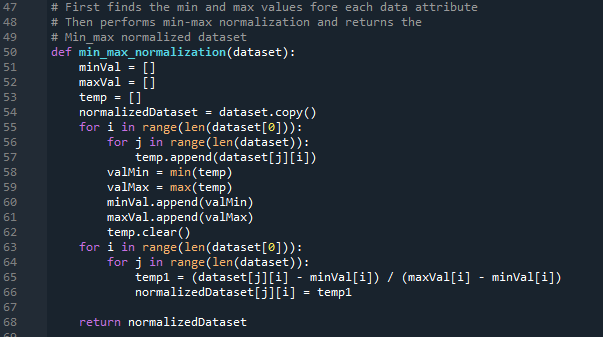 47 # First finds the min and max values fore each data attribute
48 # Then performs min-max normalization and returns the
49 # Min_max normalized dataset
50 def min_max_normalization(dataset):
51     minVal = []
52     maxVal = []
53     temp = []
54     normalizedDataset = dataset.copy()
55     for i in range(len(dataset[0])):
56         for j in range(len(dataset)):
57             temp.append(dataset[j][i])
58         valMin = min(temp)
59         valMax = max(temp)
60         minVal.append(valMin)
61         maxVal.append(valMax)
62         temp.clear()
63     for i in range(len(dataset[0])):
64         for j in range(len(dataset)):
65             temp1 = (dataset[j][i] - minVal[i]) / (maxVal[i] - minVal[i])
66             normalizedDataset[j][i] = temp1
67
68     return normalizedDataset
69